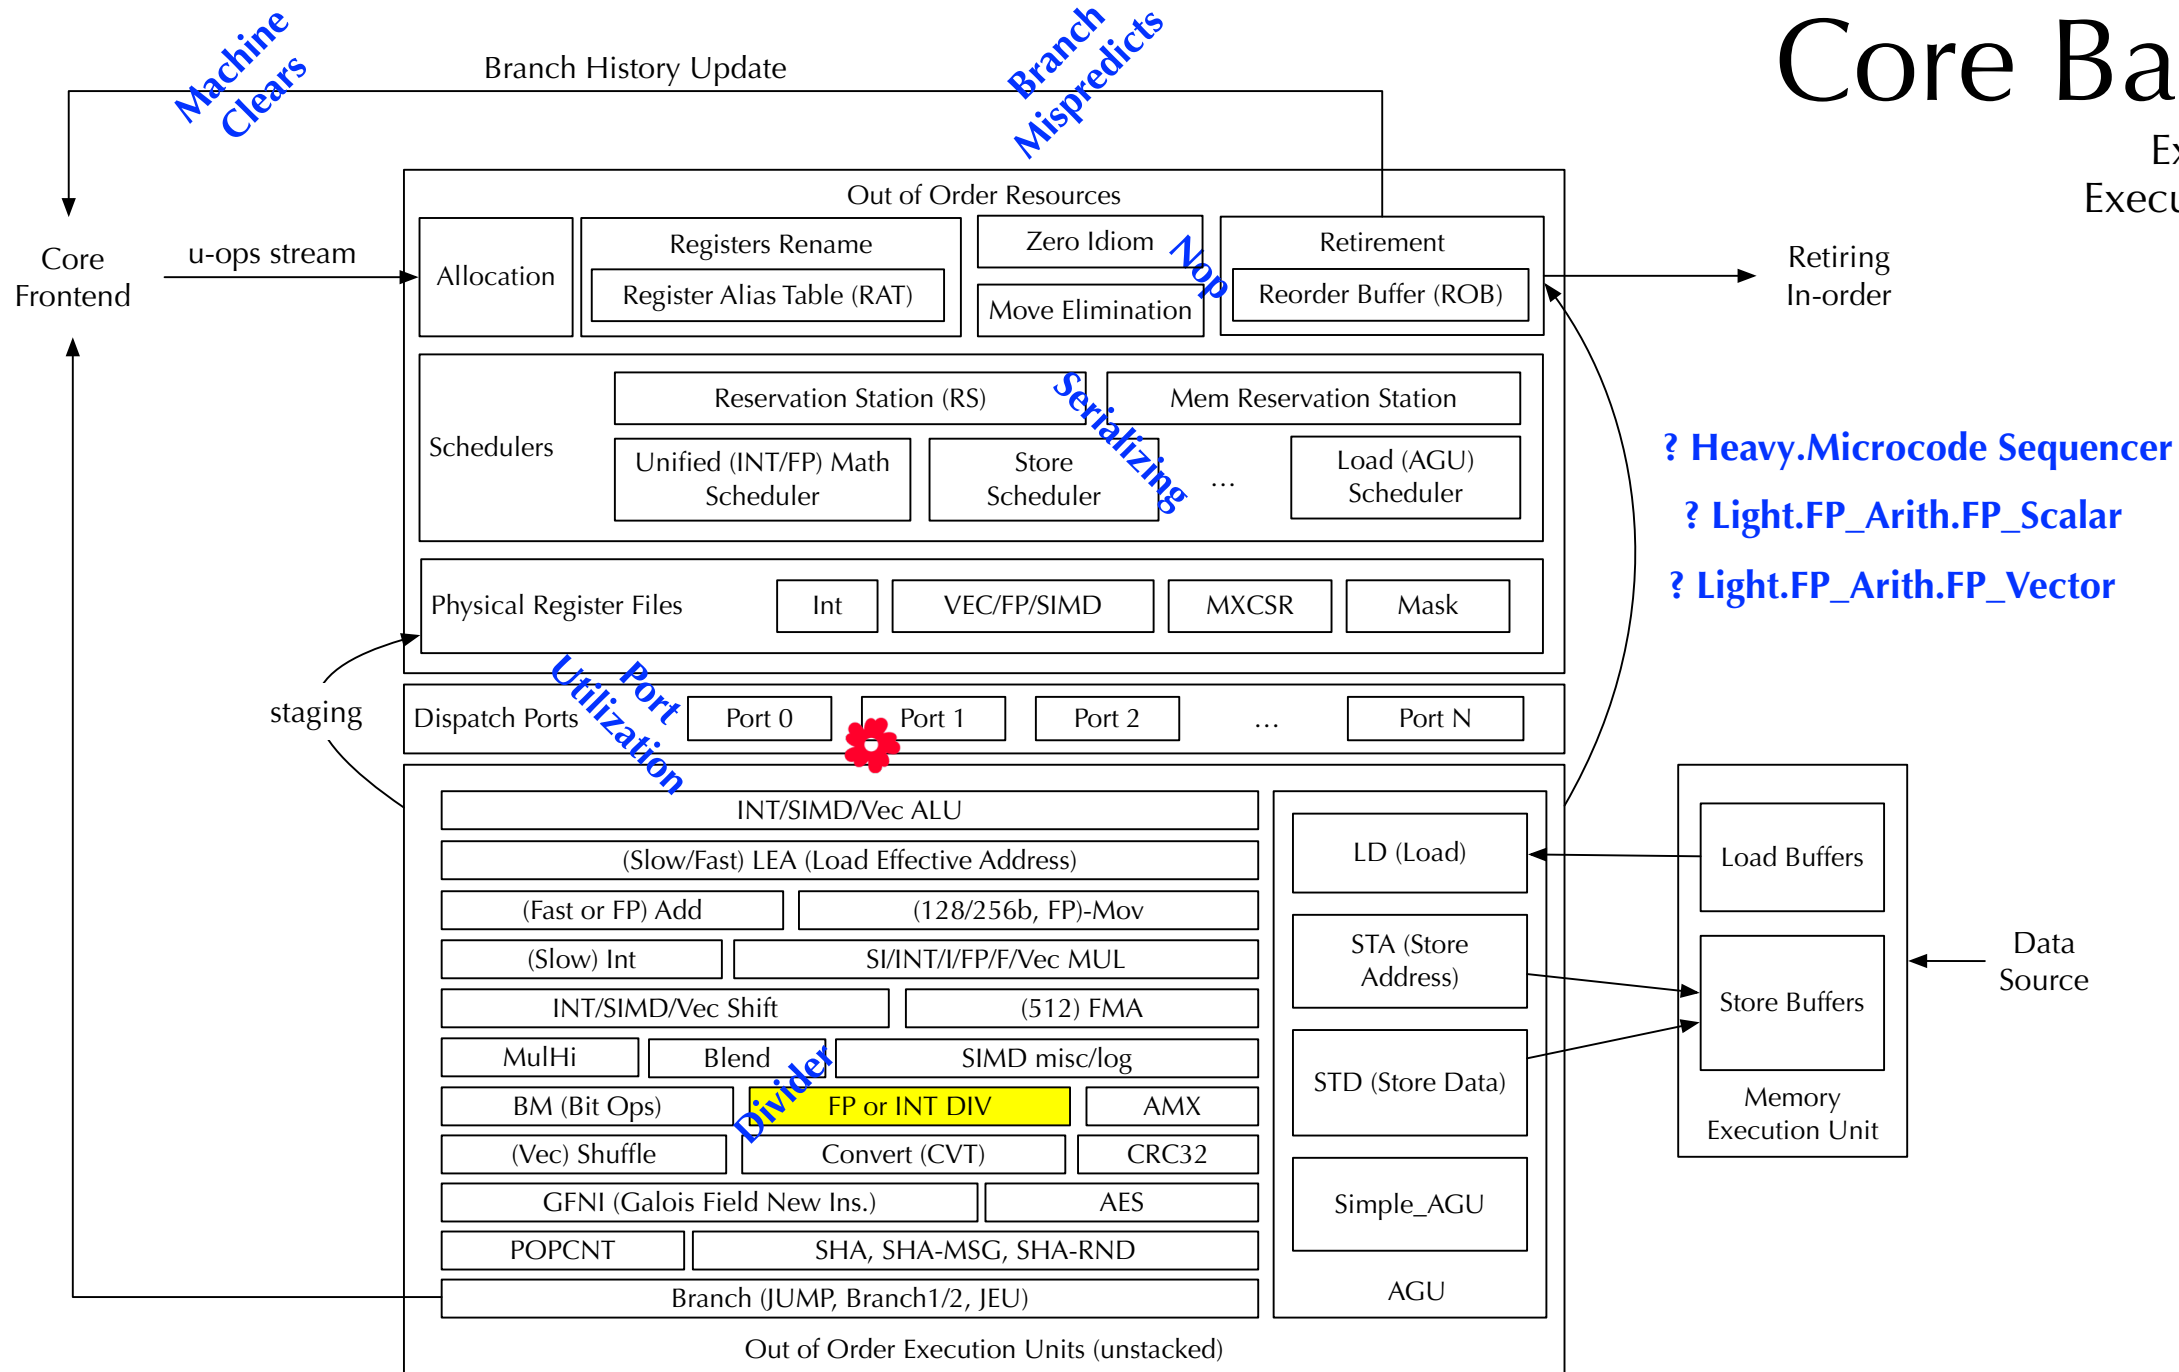 Core Ba
Ex
Execu
Machine
Clears
Branch History Update
Branch
Mispredicts
Core
Frontend
u-ops stream
Out of Order Resources
Allocation
Registers Rename
Register Alias Table (RAT)
Zero Idiom
Move Elimination
Nop
Retirement
Reorder Buffer (ROB)
Retiring
In-order
Schedulers
Reservation Station (RS)
Mem Reservation Station
Serializing
Unified (INT/FP) Math
Scheduler
Store
Scheduler
...
Load (AGU)
Scheduler
? Heavy.Microcode Sequencer
? Light.FP_Arith.FP_Scalar
? Light.FP_Arith.FP_Vector
Physical Register Files
Int
VEC/FP/SIMD
MXCSR
Mask
staging
Port
Utilization
Dispatch Ports
Port 0
Port 1
Port 2
...
Port N
INT/SIMD/Vec ALU
(Slow/Fast) LEA (Load Effective Address)
(Fast or FP) Add
(128/256b, FP)-Mov
(Slow) Int
SI/INT/I/FP/F/Vec MUL
INT/SIMD/Vec Shift
(512) FMA
MulHi
Blend
SIMD misc/log
Divider
BM (Bit Ops)
FP or INT DIV
AMX
(Vec) Shuffle
Convert (CVT)
CRC32
GFNI (Galois Field New Ins.)
AES
POPCNT
SHA, SHA-MSG, SHA-RND
Branch (JUMP, Branch1/2, JEU)
Out of Order Execution Units (unstacked)
LD (Load)
STA (Store
Address)
STD (Store Data)
Simple_AGU
AGU
Load Buffers
Store Buffers
Memory
Execution Unit
Data
Source